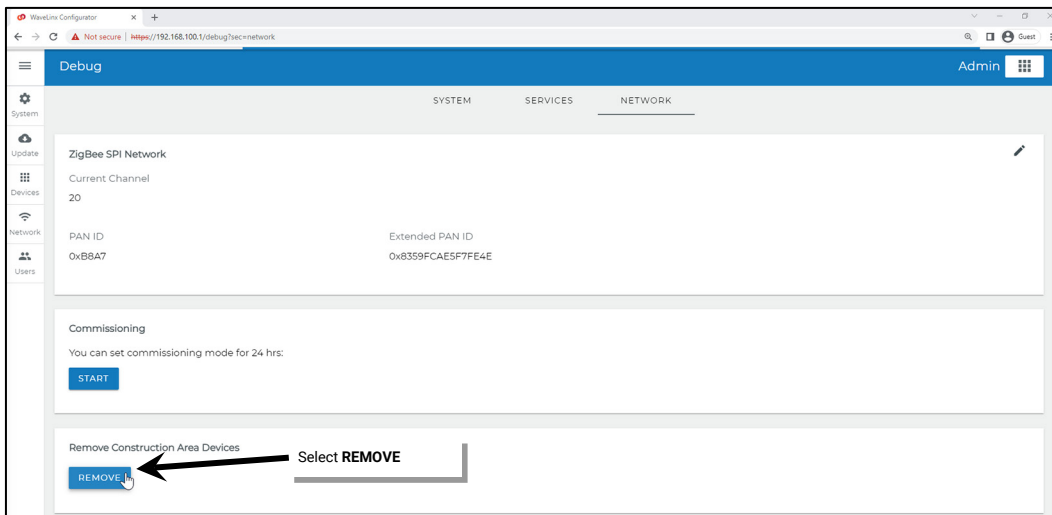 WaveLinx Configurator
Not secure | https://192.168.100.1/debug?sec=network
Guest
Debug
Admin
SYSTEM SERVICES NETWORK
System
Update
Devices
Network
Users
ZigBee SPI Network
Current Channel
20
PAN ID Extended PAN ID
0xB8A7 0x8359FCAE5F7FE4E
Commissioning
You can set commissioning mode for 24 hrs:
START
Remove Construction Area Devices
REMOVE
Select REMOVE